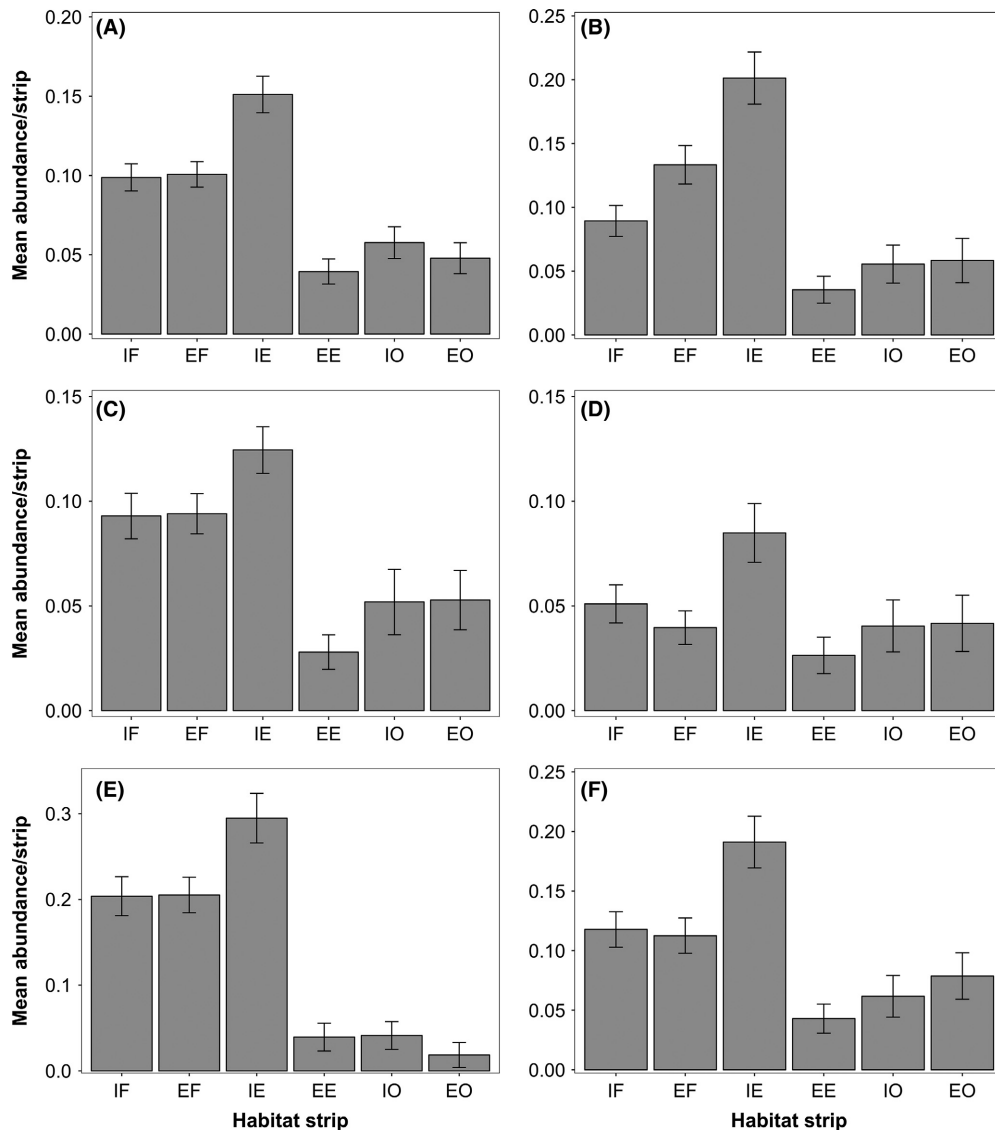 (A)
Mean abundance/strip
0.20
0.15
0.10
0.05
0.00
IF EF IE EE IO EO
(B)
0.25
0.20
0.15
0.10
0.05
0.00
IF EF IE EE IO EO
(C)
Mean abundance/strip
0.15
0.10
0.05
0.00
IF EF IE EE IO EO
(D)
0.15
0.10
0.05
0.00
IF EF IE EE IO EO
(E)
Mean abundance/strip
0.3
0.2
0.1
0.0
IF EF IE EE IO EO
Habitat strip
(F)
0.25
0.20
0.15
0.10
0.05
0.00
IF EF IE EE IO EO
Habitat strip